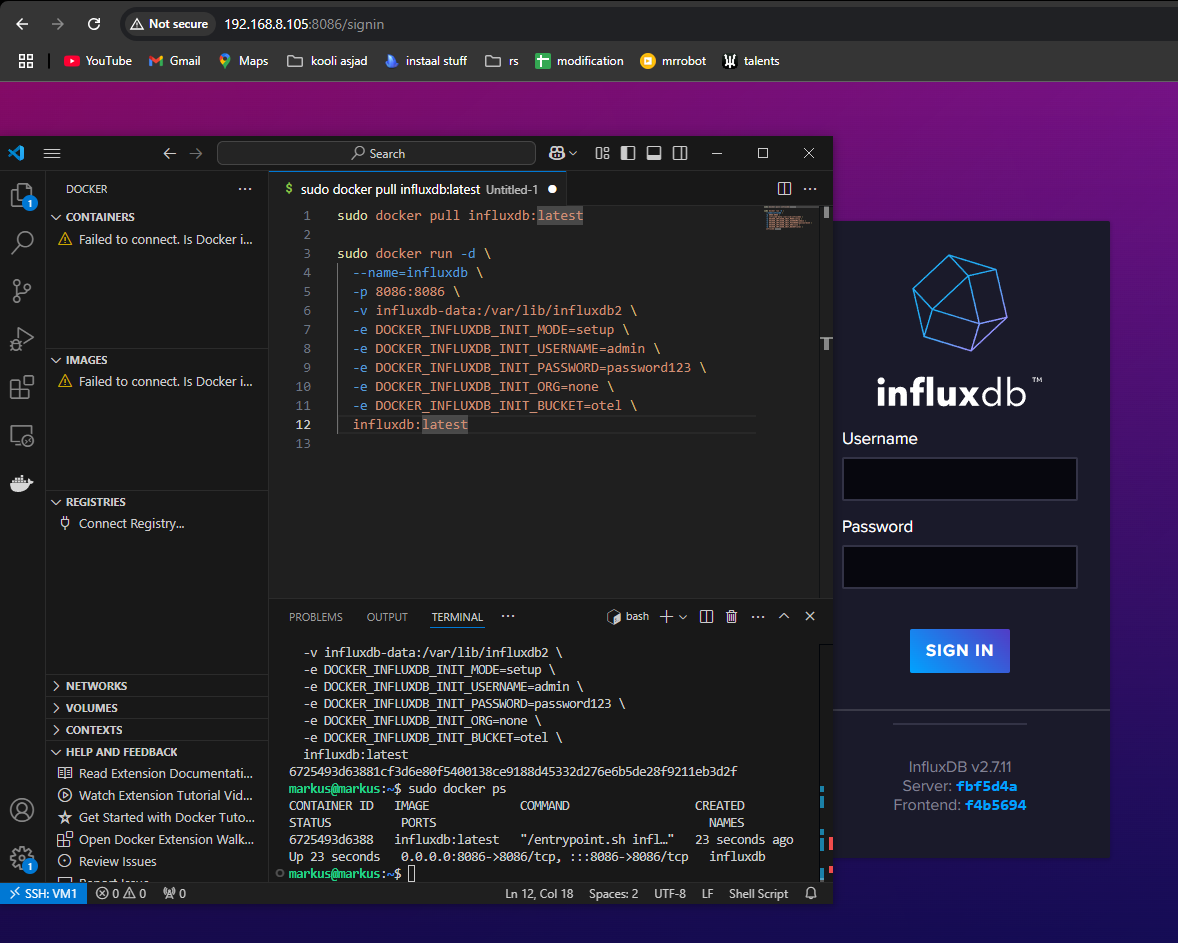 Not secure 192.168.8.105:8086/signin
YouTube Gmail Maps kooli asjad instaal stuff rs modification mrrobot talents
Search
DOCKER ···
CONTAINERS
Failed to connect. Is Docker i...
IMAGES
Failed to connect. Is Docker i...
REGISTRIES
Connect Registry...
NETWORKS
VOLUMES
CONTEXTS
HELP AND FEEDBACK
Read Extension Documentati...
Watch Extension Tutorial Vid...
Get Started with Docker Tuto...
Open Docker Extension Walk...
Review Issues
1
1
$ sudo docker pull influxdb:latest Untitled-1
1 sudo docker pull influxdb:latest
2
3 sudo docker run -d \
4 --name=influxdb \
5 -p 8086:8086 \
6 -v influxdb-data:/var/lib/influxdb2 \
7 -e DOCKER_INFLUXDB_INIT_MODE=setup \
8 -e DOCKER_INFLUXDB_INIT_USERNAME=admin \
9 -e DOCKER_INFLUXDB_INIT_PASSWORD=password123 \
10 -e DOCKER_INFLUXDB_INIT_ORG=none \
11 -e DOCKER_INFLUXDB_INIT_BUCKET=otel \
12 influxdb:latest
13
PROBLEMS OUTPUT TERMINAL ··· bash
-v influxdb-data:/var/lib/influxdb2 \
-e DOCKER_INFLUXDB_INIT_MODE=setup \
-e DOCKER_INFLUXDB_INIT_USERNAME=admin \
-e DOCKER_INFLUXDB_INIT_PASSWORD=password123 \
-e DOCKER_INFLUXDB_INIT_ORG=none \
-e DOCKER_INFLUXDB_INIT_BUCKET=otel \
influxdb:latest
6725493d63881cf3d6e80f5400138ce9188d45332d276e6b5de28f9211eb3d2f
markus@markus:~$ sudo docker ps
CONTAINER ID IMAGE COMMAND CREATED
STATUS PORTS NAMES
6725493d6388 influxdb:latest "/entrypoint.sh infl…" 23 seconds ago
Up 23 seconds 0.0.0.0:8086->8086/tcp, :::8086->8086/tcp influxdb
markus@markus:~$
SSH: VM1 0 0 0 Ln 12, Col 18 Spaces: 2 UTF-8 LF Shell Script
influxdb™
Username
Password
SIGN IN
InfluxDB v2.7.11
Server: fbf5d4a
Frontend: f4b5694